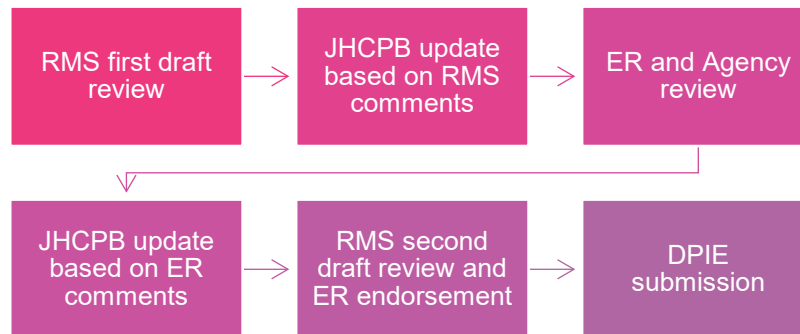 RMS first draft
review
JHCPB update
based on RMS
comments
ER and Agency
review
JHCPB update
based on ER
comments
RMS second
draft review and
ER endorsement
DPIE
submission